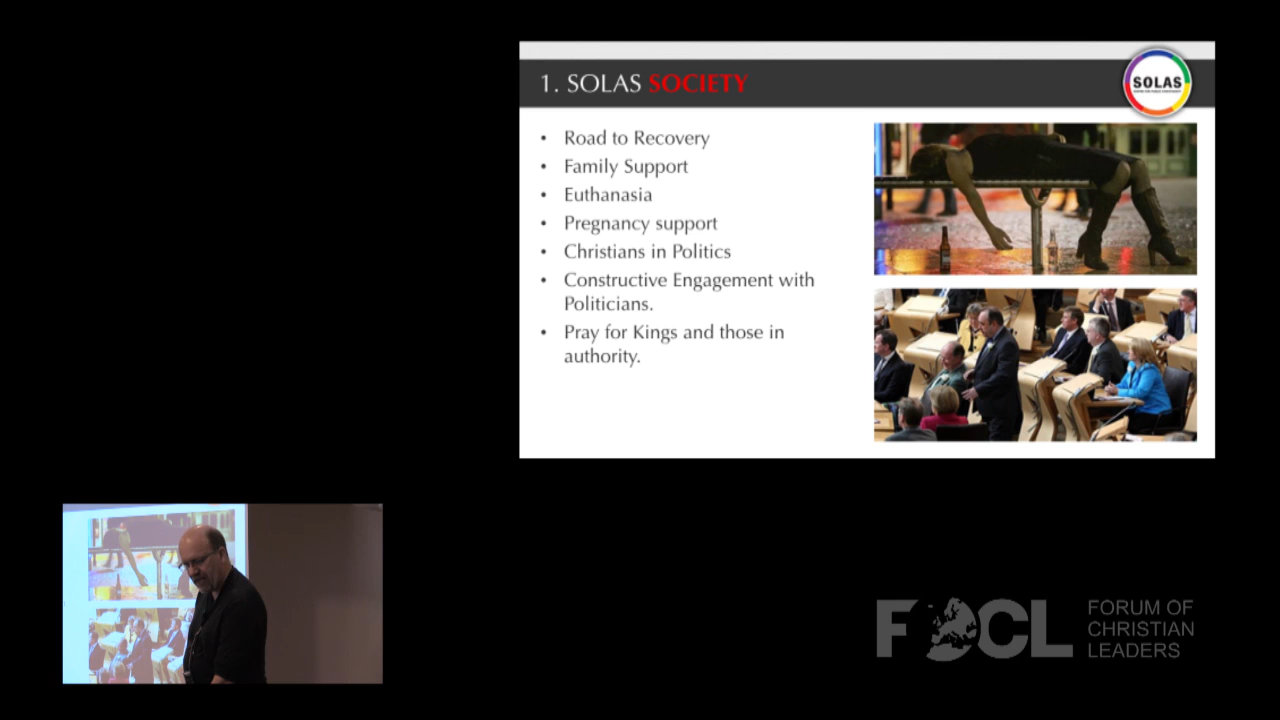 1. SOLAS SOCIETY
SOLAS
• Road to Recovery
• Family Support
• Euthanasia
• Pregnancy support
• Christians in Politics
• Constructive Engagement with
Politicians.
• Pray for Kings and those in
authority.
FOCL
FORUM OF
CHRISTIAN
LEADERS